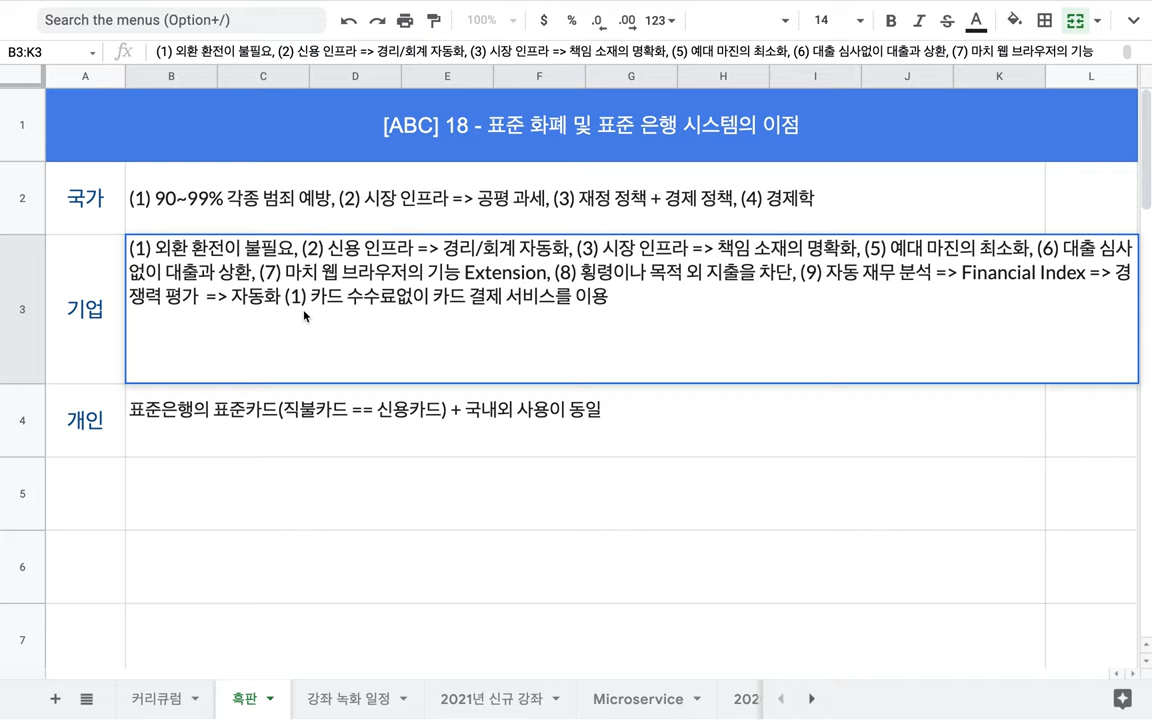 Search the menus (Option+/)
100%
$ % .0 .00 123
14
B I S A
B3:K3
fx
(1) 외환 환전이 불필요, (2) 신용 인프라 => 경리/회계 자동화, (3) 시장 인프라 => 책임 소재의 명확화, (5) 예대 마진의 최소화, (6) 대출 심사없이 대출과 상환, (7) 마치 웹 브라우저의 기능
A B C D E F G H I J K L
1
[ABC] 18 - 표준 화폐 및 표준 은행 시스템의 이점
2
국가
(1) 90~99% 각종 범죄 예방, (2) 시장 인프라 => 공평 과세, (3) 재정 정책 + 경제 정책, (4) 경제학
3
기업
(1) 외환 환전이 불필요, (2) 신용 인프라 => 경리/회계 자동화, (3) 시장 인프라 => 책임 소재의 명확화, (5) 예대 마진의 최소화, (6) 대출 심사
없이 대출과 상환, (7) 마치 웹 브라우저의 기능 Extension, (8) 횡령이나 목적 외 지출을 차단, (9) 자동 재무 분석 => Financial Index => 경
쟁력 평가 => 자동화 (1) 카드 수수료없이 카드 결제 서비스를 이용
4
개인
표준은행의 표준카드(직불카드 == 신용카드) + 국내외 사용이 동일
5
6
7
커리큐럼 흑판 강좌 녹화 일정 2021년 신규 강좌 Microservice 202